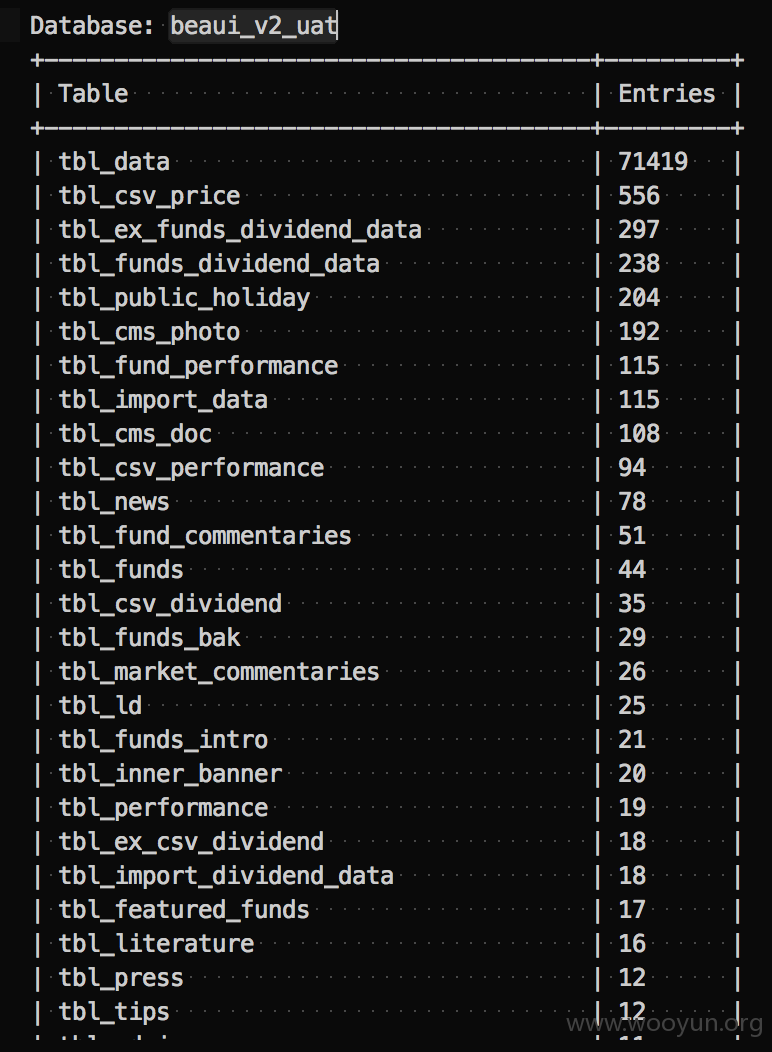 Database: beaui_v2_uat
+---------------------------------------+---------+
| Table | Entries |
+---------------------------------------+---------+
| tbl_data | 71419 |
| tbl_csv_price | 556 |
| tbl_ex_funds_dividend_data | 297 |
| tbl_funds_dividend_data | 238 |
| tbl_public_holiday | 204 |
| tbl_cms_photo | 192 |
| tbl_fund_performance | 115 |
| tbl_import_data | 115 |
| tbl_cms_doc | 108 |
| tbl_csv_performance | 94 |
| tbl_news | 78 |
| tbl_fund_commentaries | 51 |
| tbl_funds | 44 |
| tbl_csv_dividend | 35 |
| tbl_funds_bak | 29 |
| tbl_market_commentaries | 26 |
| tbl_ld | 25 |
| tbl_funds_intro | 21 |
| tbl_inner_banner | 20 |
| tbl_performance | 19 |
| tbl_ex_csv_dividend | 18 |
| tbl_import_dividend_data | 18 |
| tbl_featured_funds | 17 |
| tbl_literature | 16 |
| tbl_press | 12 |
| tbl_tips | 12 |
www.wooyun.org